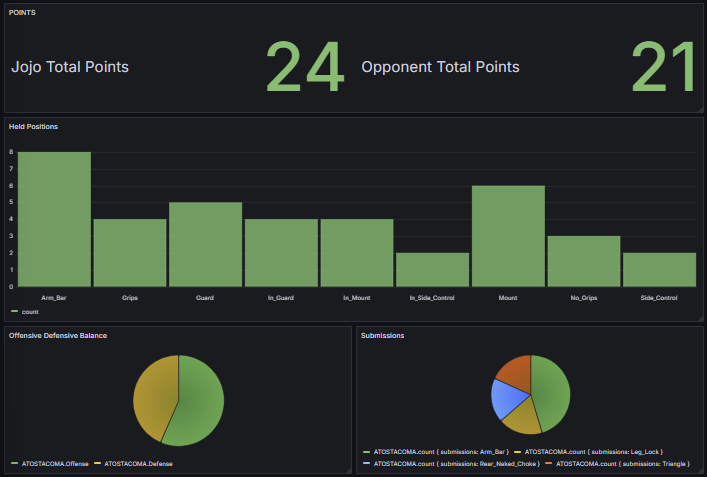 POINTS
Jojo Total Points 24 Opponent Total Points 21
Held Positions
8
7
6
5
4
3
2
1
0
Arm_Bar Grips Guard In_Guard In_Mount In_Side_Control Mount No_Grips Side_Control
count
Offensive Defensive Balance
ATOSTACOMA.Offense ATOSTACOMA.Defense
Submissions
ATOSTACOMA.count { submissions: Arm_Bar } ATOSTACOMA.count { submissions: Leg_Lock }
ATOSTACOMA.count { submissions: Rear_Naked_Choke } ATOSTACOMA.count { submissions: Triangle }